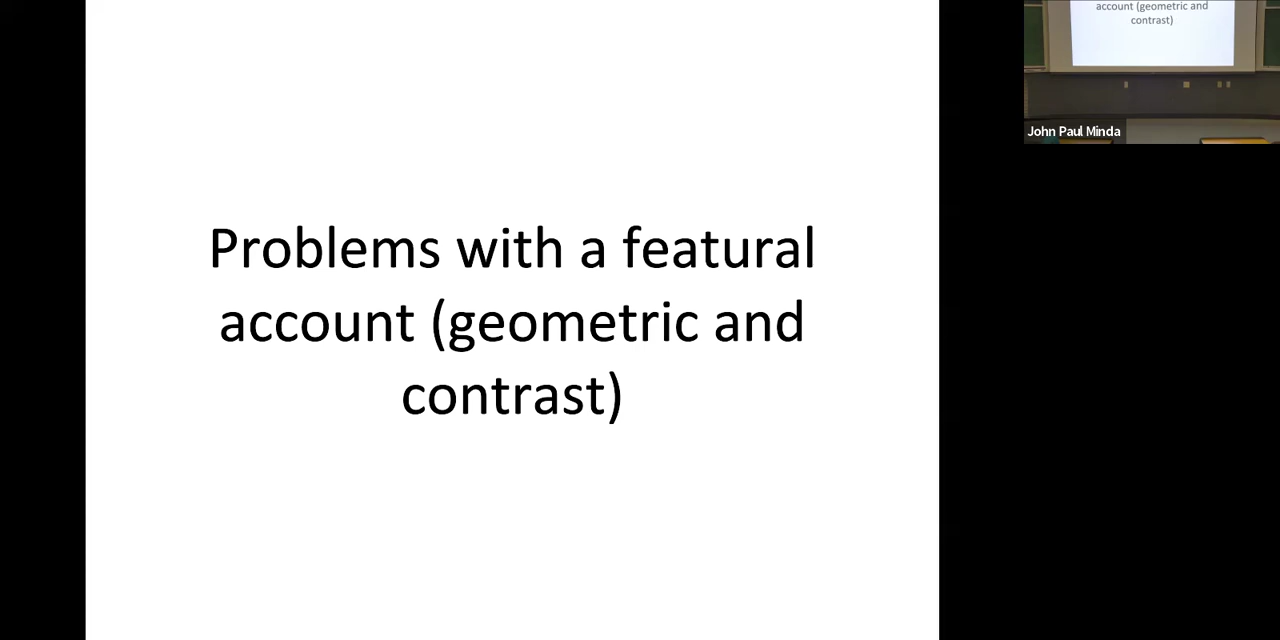 Problems with a featural
account (geometric and
contrast)
account (geometric and
contrast)
John Paul Minda